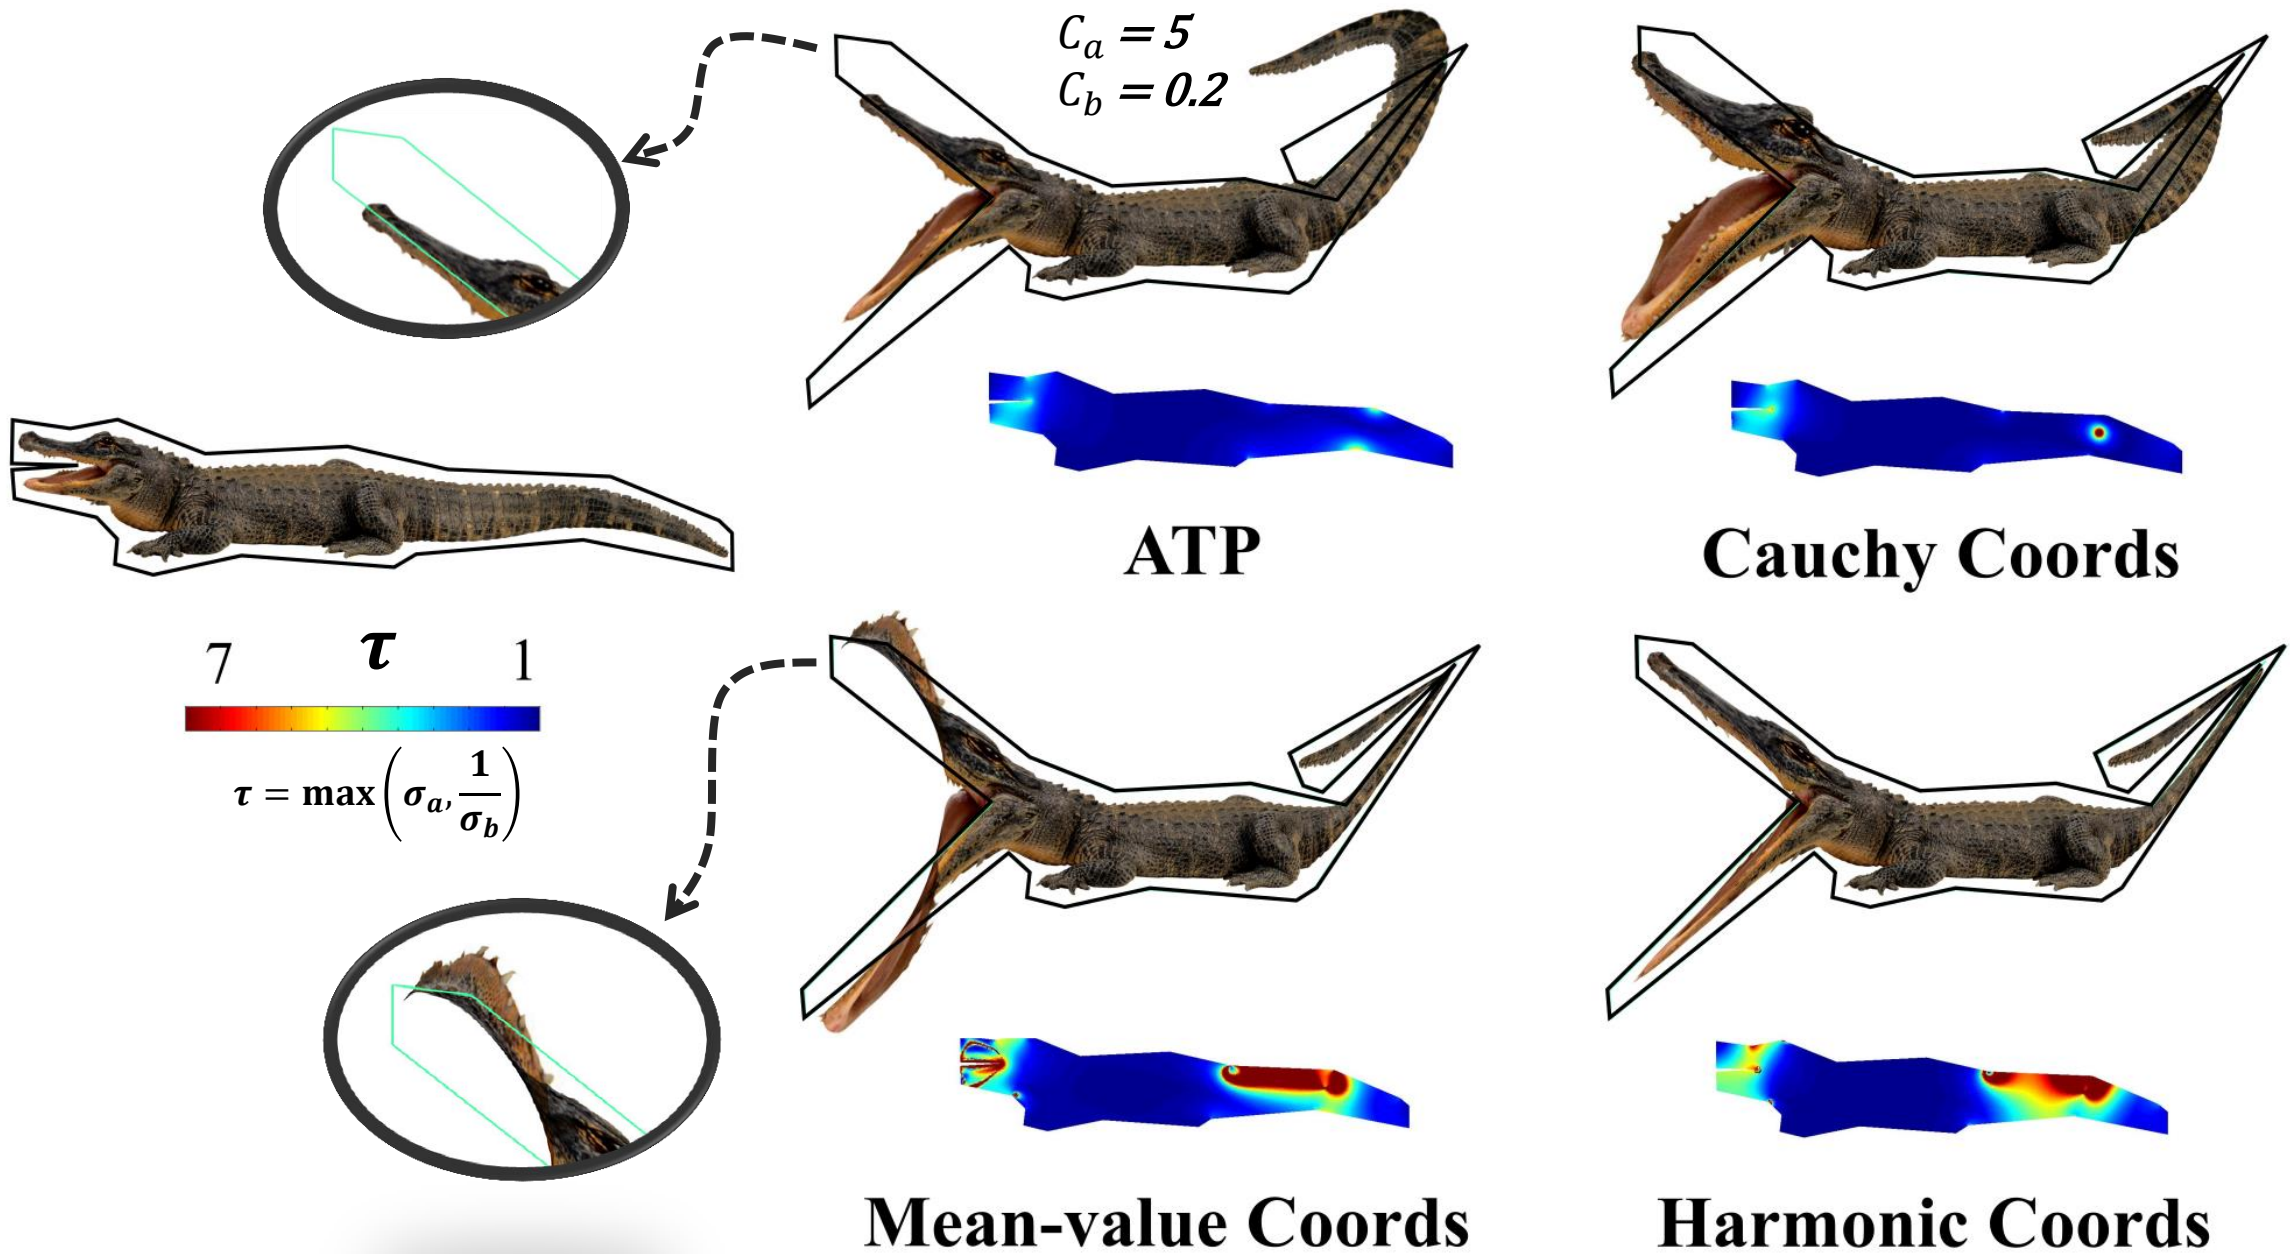 C_a = 5
C_b = 0.2
ATP
Cauchy Coords
7 τ 1
τ = max(σ_a, 1/σ_b)
Mean-value Coords
Harmonic Coords